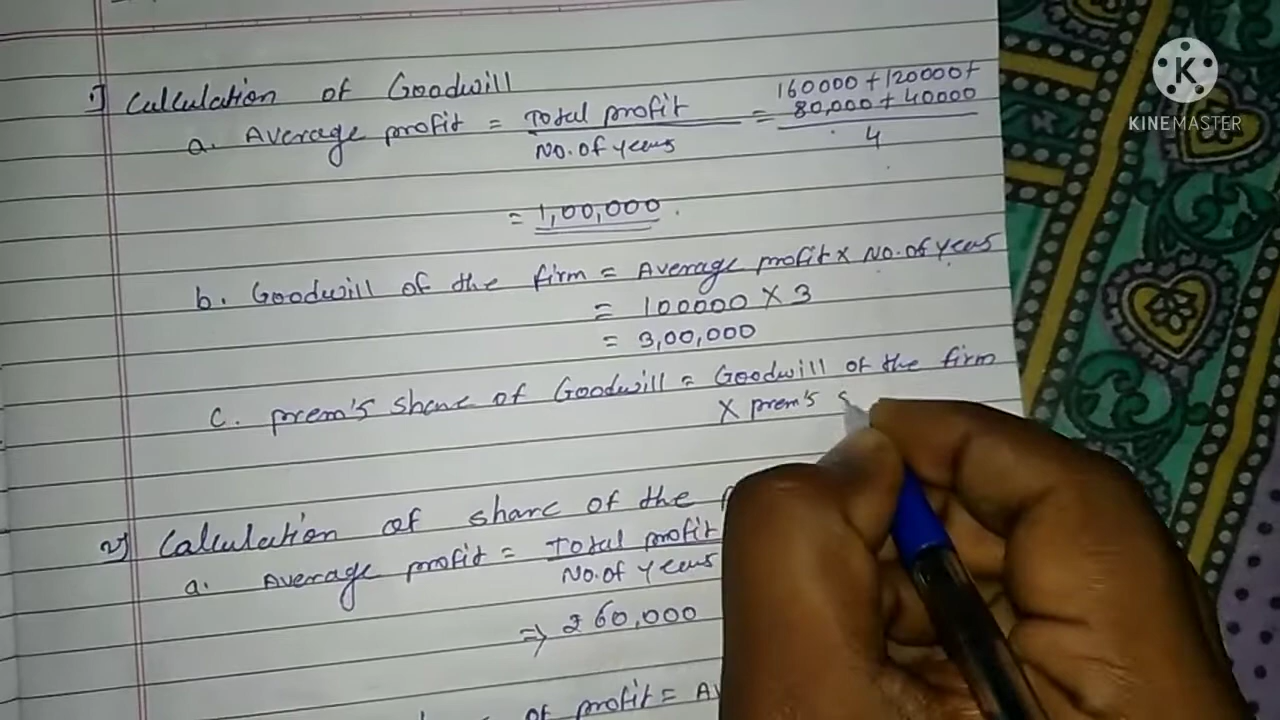 1) Calculation of Goodwill
a. Average profit = Total profit / No. of years = 160000 + 120000 + 80,000 + 40000 / 4
= 1,00,000.
b. Goodwill of the firm = Average profit x No. of years
= 100000 X 3
= 3,00,000
c. prem's share of Goodwill = Goodwill of the firm
X prem's s
2) Calculation of share of the
a. Average profit = Total profit / No. of years
=> 260,000
of profit = Av
K
KINEMASTER